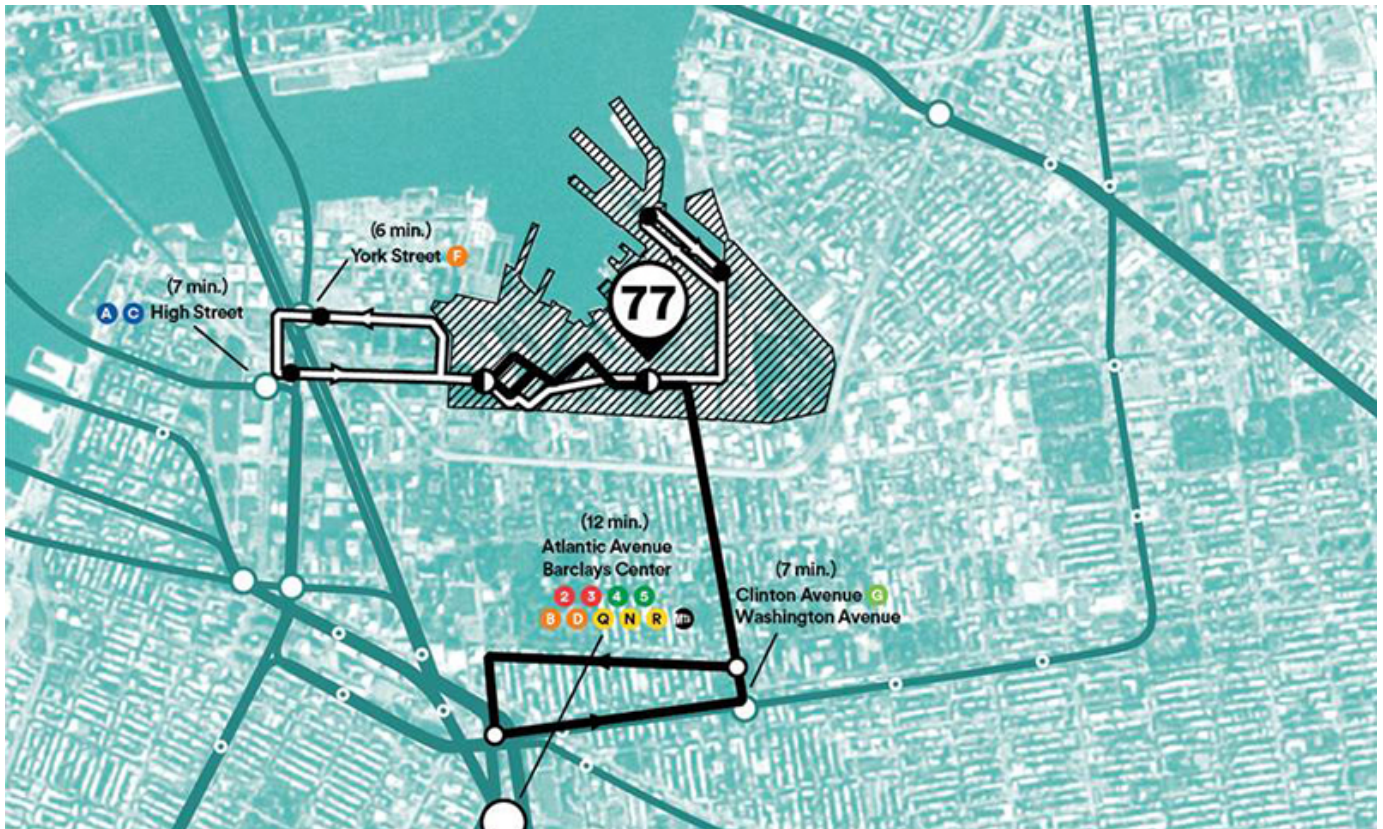 (6 min.)
York Street F
(7 min.)
A C High Street
77
(12 min.)
Atlantic Avenue
Barclays Center
2 3 4 5
B D Q N R
(7 min.)
Clinton Avenue G
Washington Avenue